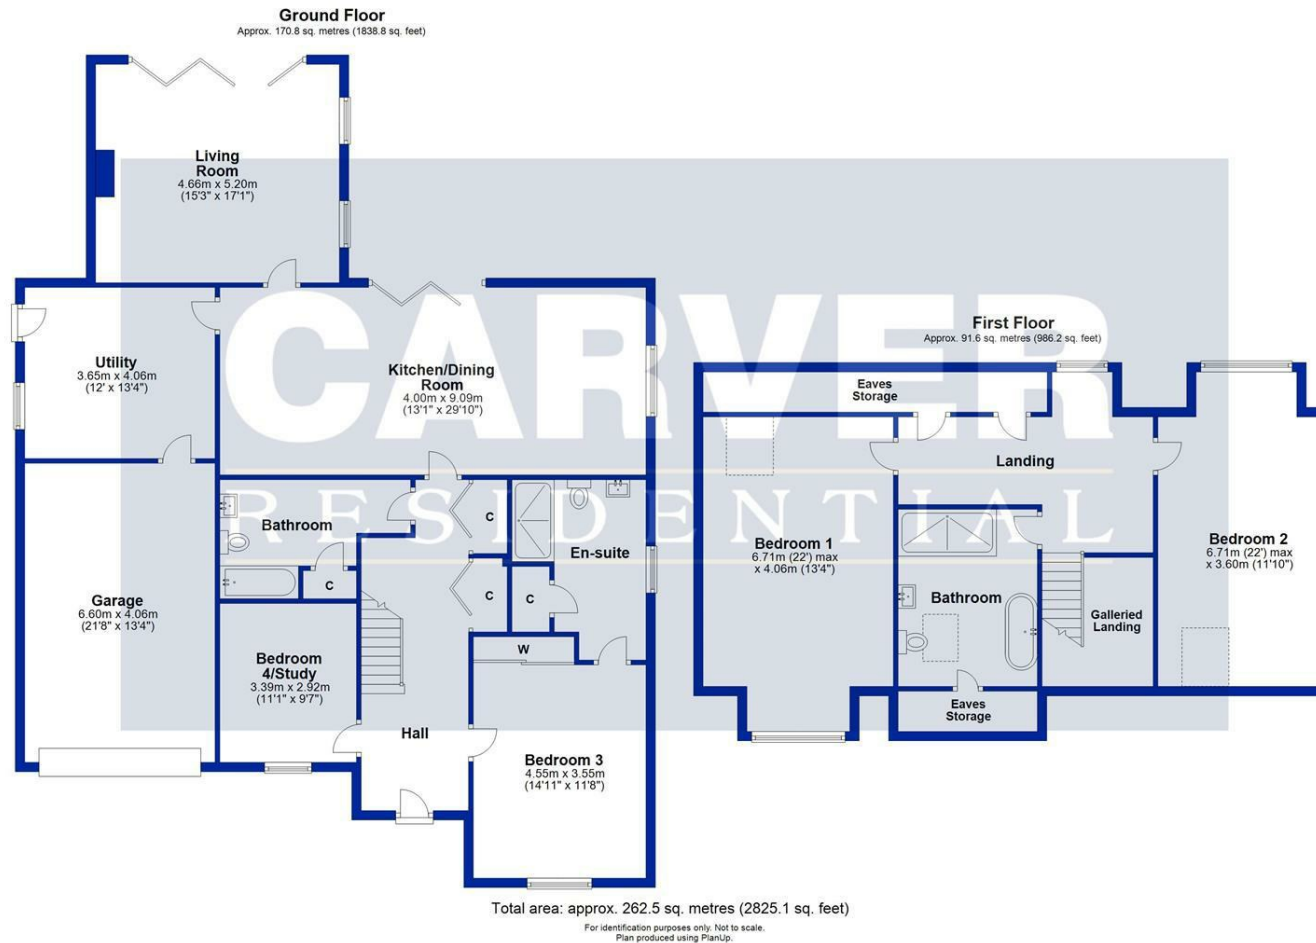 Ground Floor
Approx. 170.8 sq. metres (1838.8 sq. feet)
Living
Room
4.66m x 5.20m
(15'3" x 17'1")
Utility
3.65m x 4.06m
(12' x 13'4")
Kitchen/Dining
Room
4.00m x 9.09m
(13'1" x 29'10")
Bathroom
C
C
C
C
En-suite
W
Garage
6.60m x 4.06m
(21'8" x 13'4")
Bedroom
4/Study
3.39m x 2.92m
(11'1" x 9'7")
Hall
Bedroom 3
4.55m x 3.55m
(14'11" x 11'8")
First Floor
Approx. 91.6 sq. metres (986.2 sq. feet)
Eaves
Storage
Landing
Bedroom 1
6.71m (22') max
x 4.06m (13'4")
Bedroom 2
6.71m (22') max
x 3.60m (11'10")
Bathroom
Galleried
Landing
Eaves
Storage
CARVER
RESIDENTIAL
Total area: approx. 262.5 sq. metres (2825.1 sq. feet)
For identification purposes only. Not to scale.
Plan produced using PlanUp.